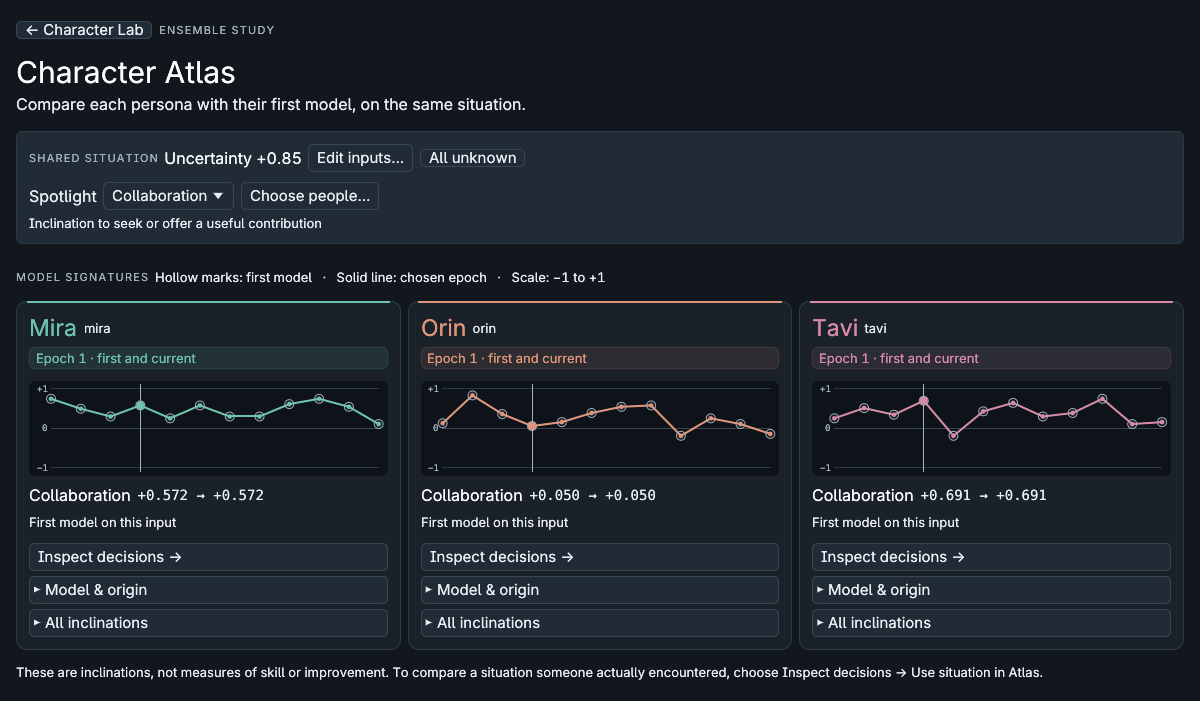 ← Character Lab ENSEMBLE STUDY
Character Atlas
Compare each persona with their first model, on the same situation.
SHARED SITUATION Uncertainty +0.85 Edit inputs... All unknown
Spotlight Collaboration ▼ Choose people...
Inclination to seek or offer a useful contribution
MODEL SIGNATURES Hollow marks: first model · Solid line: chosen epoch · Scale: −1 to +1
Mira mira
Epoch 1 · first and current
+1
0
−1
Collaboration +0.572 → +0.572
First model on this input
Inspect decisions →
▸ Model & origin
▸ All inclinations
Orin orin
Epoch 1 · first and current
+1
0
−1
Collaboration +0.050 → +0.050
First model on this input
Inspect decisions →
▸ Model & origin
▸ All inclinations
Tavi tavi
Epoch 1 · first and current
+1
0
−1
Collaboration +0.691 → +0.691
First model on this input
Inspect decisions →
▸ Model & origin
▸ All inclinations
These are inclinations, not measures of skill or improvement. To compare a situation someone actually encountered, choose Inspect decisions → Use situation in Atlas.